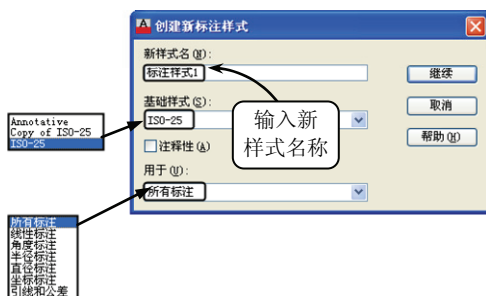 创建新标注样式
新样式名(N):
标注样式1
继续
基础样式(S):
ISO-25
取消
注释性(A)
帮助(H)
用于(U):
所有标注
输入新
样式名称
Annotative
Copy of ISO-25
ISO-25
所有标注
线性标注
角度标注
半径标注
直径标注
坐标标注
引线和公差